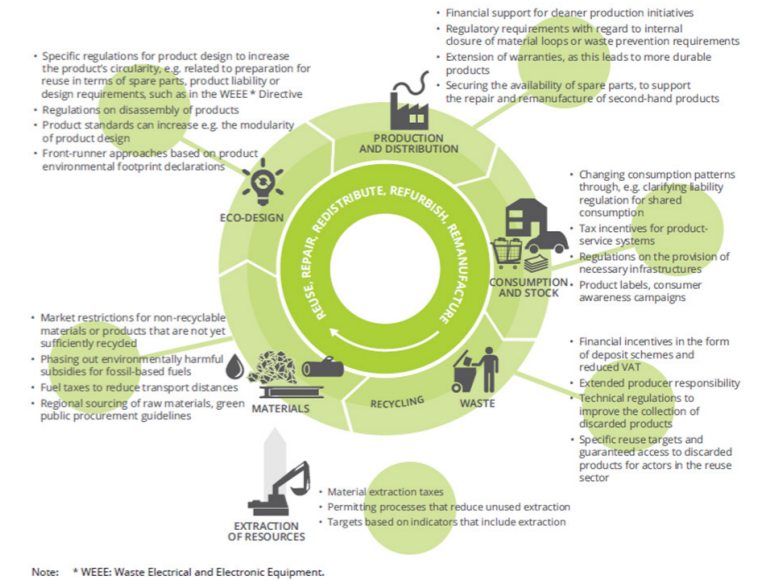 • Financial support for cleaner production initiatives
• Regulatory requirements with regard to internal
closure of material loops or waste prevention requirements
• Extension of warranties, as this leads to more durable
products
• Securing the availability of spare parts, to support
the repair and remanufacture of second-hand products
• Specific regulations for product design to increase
the product's circularity, e.g. related to preparation for
reuse in terms of spare parts, product liability or
design requirements, such as in the WEEE * Directive
• Regulations on disassembly of products
• Product standards can increase e.g. the modularity
of product design
• Front-runner approaches based on product
environmental footprint declarations
PRODUCTION
AND DISTRIBUTION
ECO-DESIGN
REUSE, REPAIR, REDISTRIBUTE, REFURBISH, REMANUFACTURE
• Changing consumption patterns
through, e.g. clarifying liability
regulation for shared
consumption
• Tax incentives for product-
service systems
• Regulations on the provision of
necessary infrastructures
• Product labels, consumer
awareness campaigns
CONSUMPTION
AND STOCK
• Market restrictions for non-recyclable
materials or products that are not yet
sufficiently recycled
• Phasing out environmentally harmful
subsidies for fossil-based fuels
• Fuel taxes to reduce transport distances
• Regional sourcing of raw materials, green
public procurement guidelines
MATERIALS
RECYCLING
WASTE
• Financial incentives in the form
of deposit schemes and
reduced VAT
• Extended producer responsibility
• Technical regulations to
improve the collection of
discarded products
• Specific reuse targets and
guaranteed access to discarded
products for actors in the reuse
sector
EXTRACTION
OF RESOURCES
• Material extraction taxes
• Permitting processes that reduce unused extraction
• Targets based on indicators that include extraction
Note: * WEEE: Waste Electrical and Electronic Equipment.